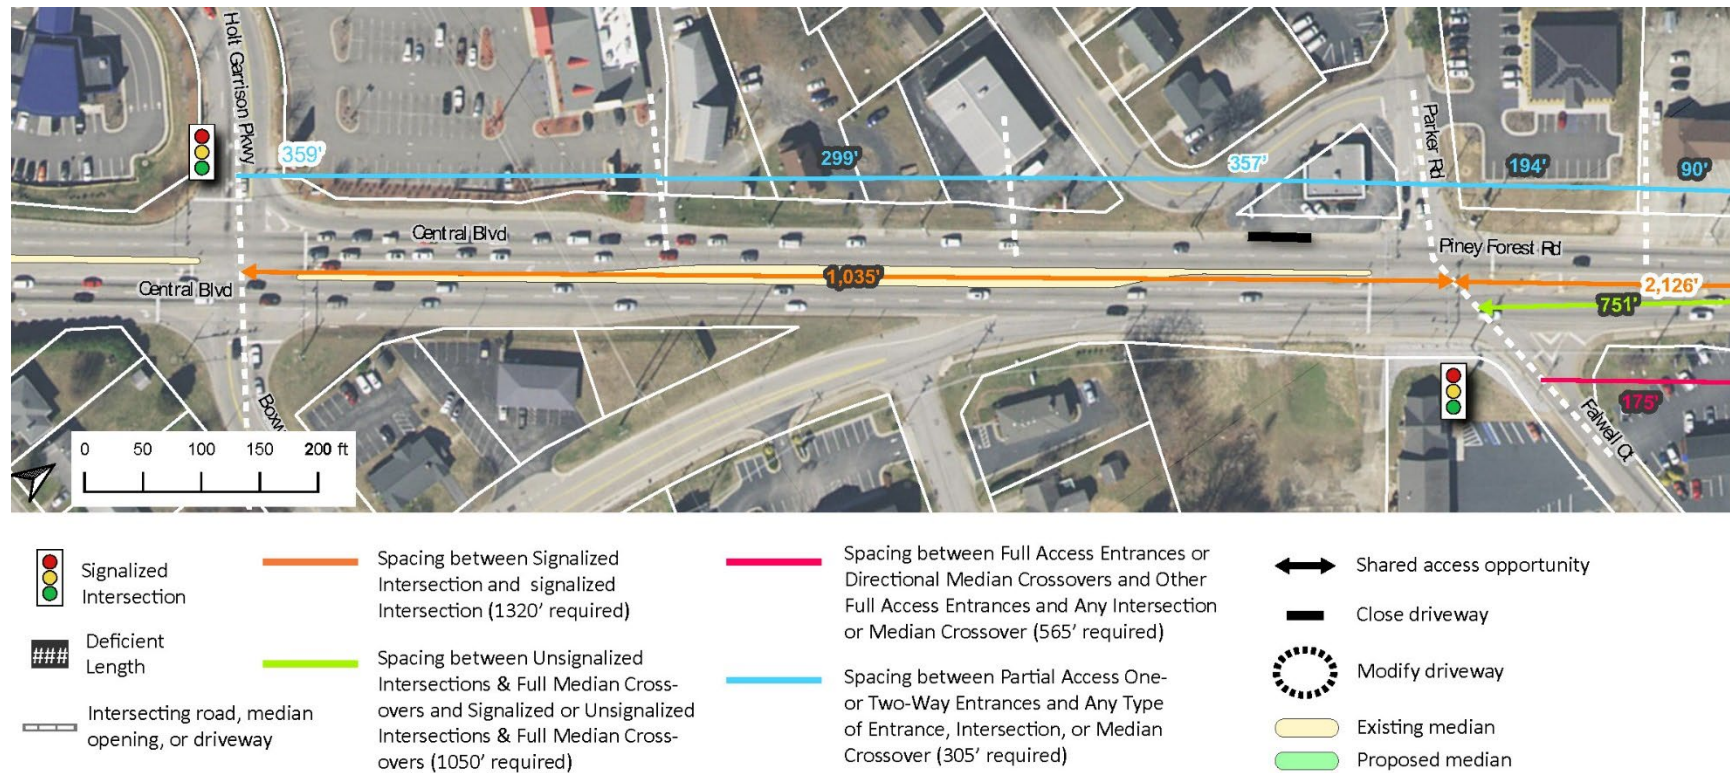 Holt Garrison Pkwy
Parker Rd
359'
299'
357'
194'
90'
Central Blvd
Piney Forest Rd
Central Blvd
1,035'
2,126'
751'
175'
Boxw
Falwell Ct
0 50 100 150 200 ft
Signalized
Intersection
###
Deficient
Length
Intersecting road, median
opening, or driveway
Spacing between Signalized
Intersection and signalized
Intersection (1320' required)
Spacing between Unsignalized
Intersections & Full Median Cross-
overs and Signalized or Unsignalized
Intersections & Full Median Cross-
overs (1050' required)
Spacing between Full Access Entrances or
Directional Median Crossovers and Other
Full Access Entrances and Any Intersection
or Median Crossover (565' required)
Spacing between Partial Access One-
or Two-Way Entrances and Any Type
of Entrance, Intersection, or Median
Crossover (305' required)
Shared access opportunity
Close driveway
Modify driveway
Existing median
Proposed median